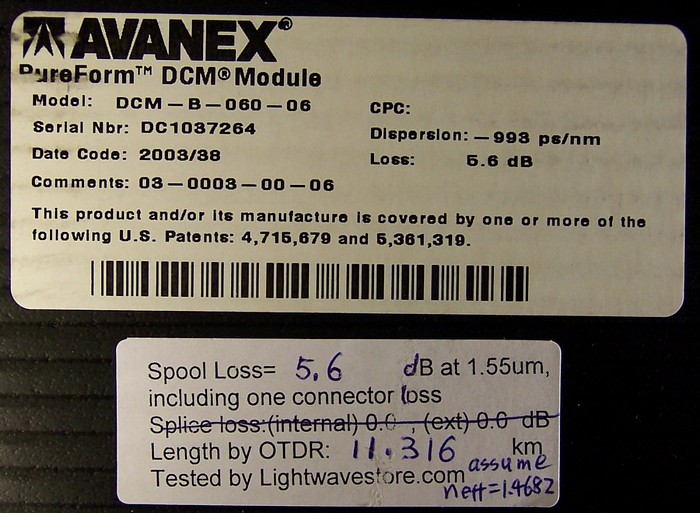 AVANEX®
PureForm™ DCM® Module
Model: DCM-B-060-06
CPC:
Serial Nbr: DC1037264
Dispersion: -993 ps/nm
Date Code: 2003/38
Loss: 5.6 dB
Comments: 03-0003-00-06
This product and/or its manufacture is covered by one or more of the
following U.S. Patents: 4,715,679 and 5,361,319.
Spool Loss= 5.6 dB at 1.55um,
including one connector loss
Splice loss:(internal) 0.0 , (ext) 0.0 dB
Length by OTDR: 11.316 km
assume
Tested by Lightwavestore.com
neff=1.4682